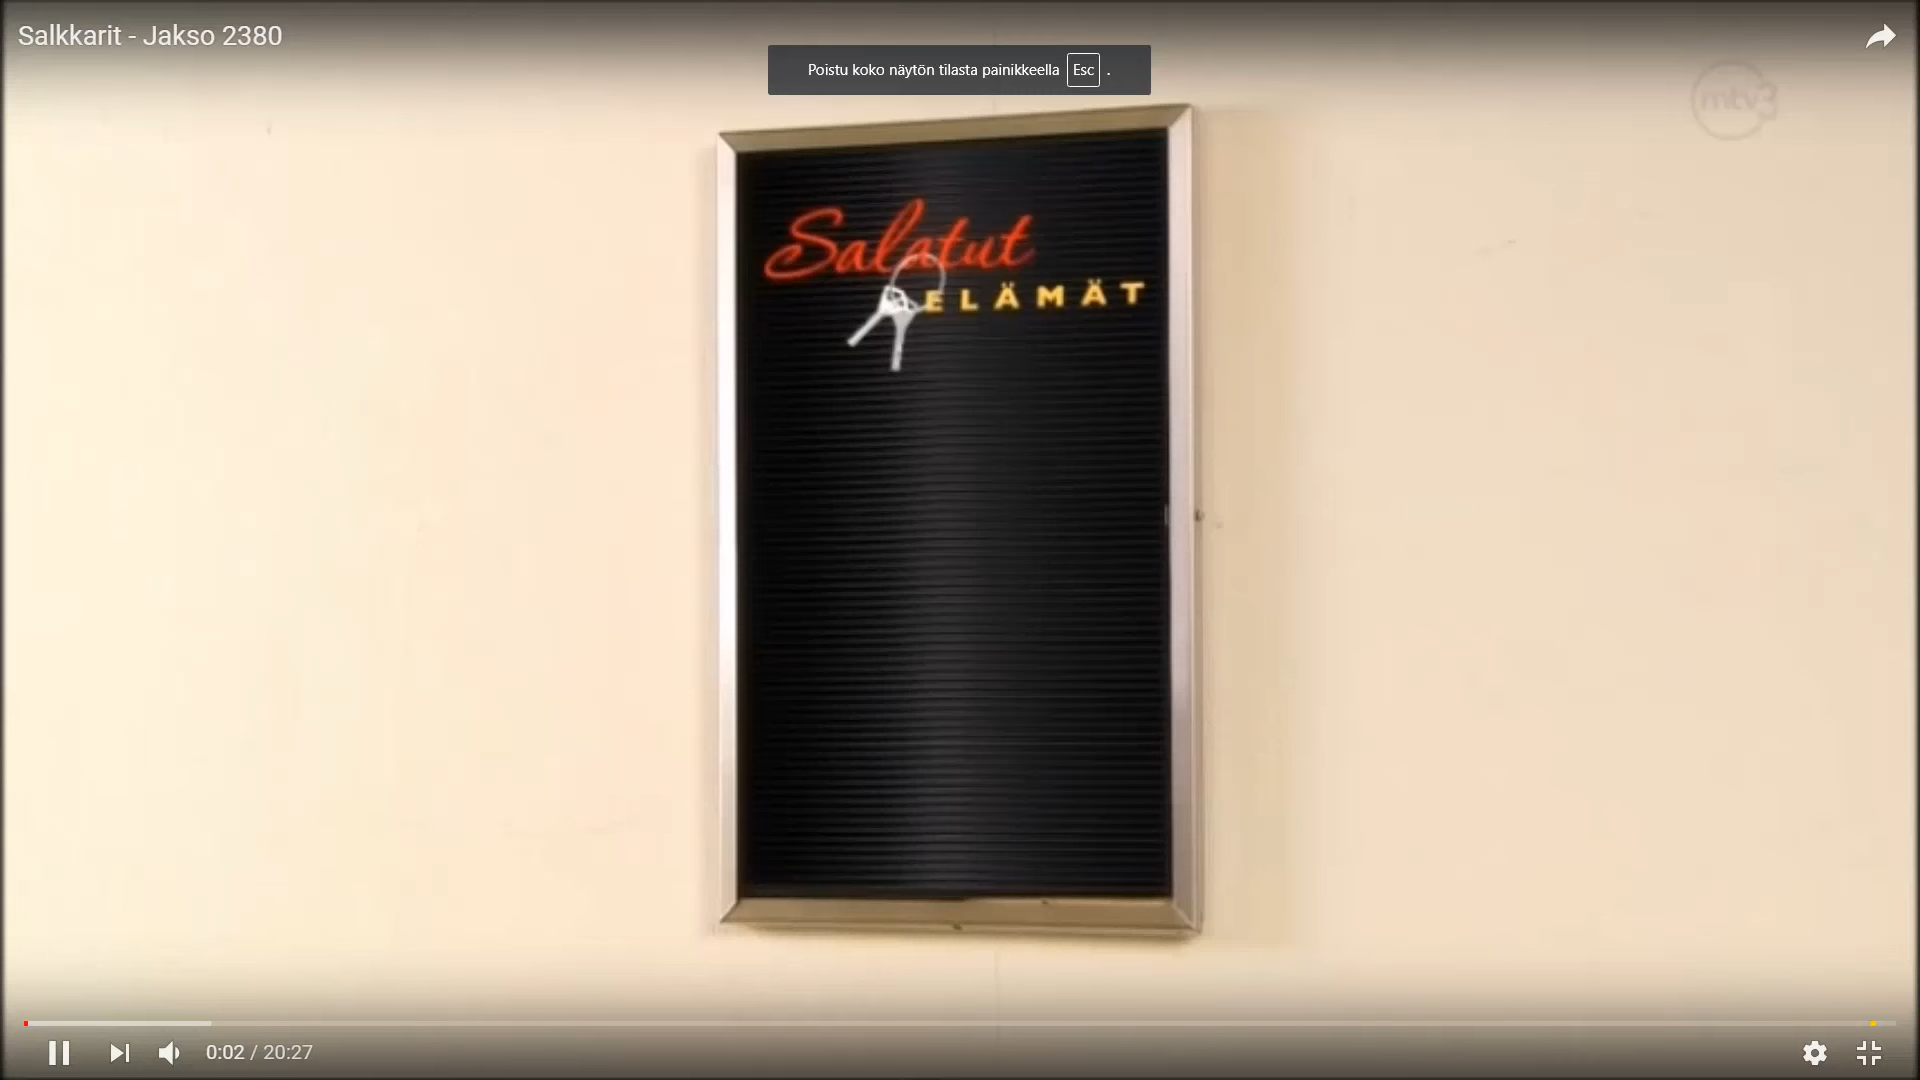 Salkkarit - Jakso 2380
Poistu koko näytön tilasta painikkeella Esc .
mtv3
Salatut
ELÄMÄT
0:02 / 20:27